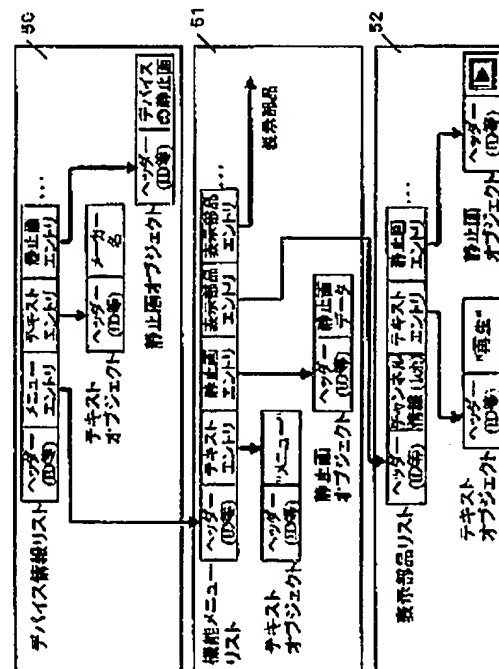 50
デバイス情報リスト
ヘッダー (ID等)
メニュー エントリ
テキスト エントリ
静止画 エントリ
...
ヘッダー (ID等)
メーカー 名
テキスト オブジェクト
ヘッダー (ID等)
デバイス の静止画
静止画オブジェクト
51
機能メニュー リスト
ヘッダー (ID等)
テキスト エントリ
静止画 エントリ
表示部品 エントリ
表示部品 エントリ
...
表示部品
ヘッダー (ID等)
"メニュー"
テキスト オブジェクト
ヘッダー (ID等)
静止画 データ
静止画 オブジェクト
52
表示部品リスト
ヘッダー (ID等)
チャンネル 情報
テキスト エントリ
静止画 エントリ
...
ヘッダー (ID等)
"再生"
テキスト オブジェクト
ヘッダー (ID等)
静止画 オブジェクト